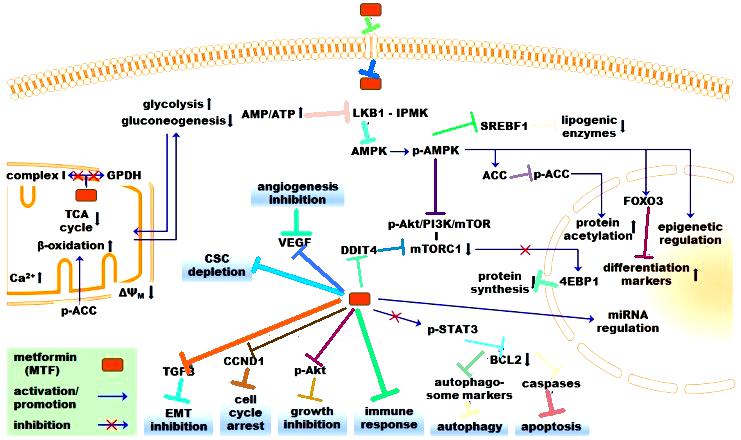 glycolysis↑
gluconeogenesis↓
AMP/ATP↑
LKB1 - IPMK
SREBF1
lipogenic
enzymes↓
AMPK
p-AMPK
complex I
GPDH
ACC
p-ACC
angiogenesis
inhibition
FOXO3
TCA
cycle↓
β-oxidation↑
p-Akt/PI3K/mTOR
protein
acetylation↑
epigenetic
regulation
VEGF
DDIT4
mTORC1↓
CSC
depletion
Ca²⁺↑
differentiation
markers↑
protein
synthesis↓
4EBP1
ΔΨM↓
p-ACC
miRNA
regulation
p-STAT3
metformin
(MTF)
TGFβ
CCND1
p-Akt
BCL2↓
activation/
promotion
autophago-
some markers
caspases
inhibition
EMT
inhibition
cell
cycle
arrest
growth
inhibition
immune
response
autophagy
apoptosis